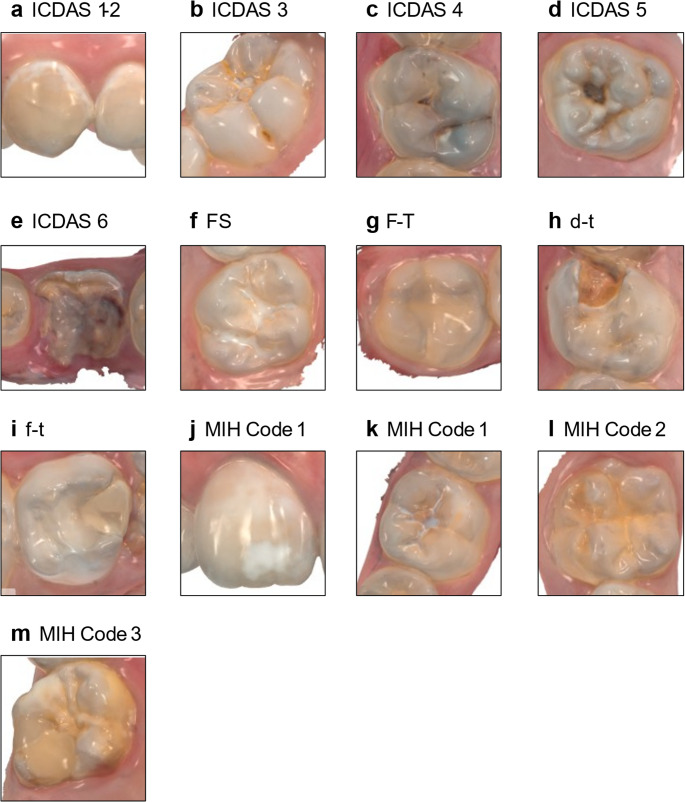 a ICDAS 1-2 b ICDAS 3 c ICDAS 4 d ICDAS 5
e ICDAS 6 f FS g F-T h d-t
i f-t j MIH Code 1 k MIH Code 1 l MIH Code 2
m MIH Code 3